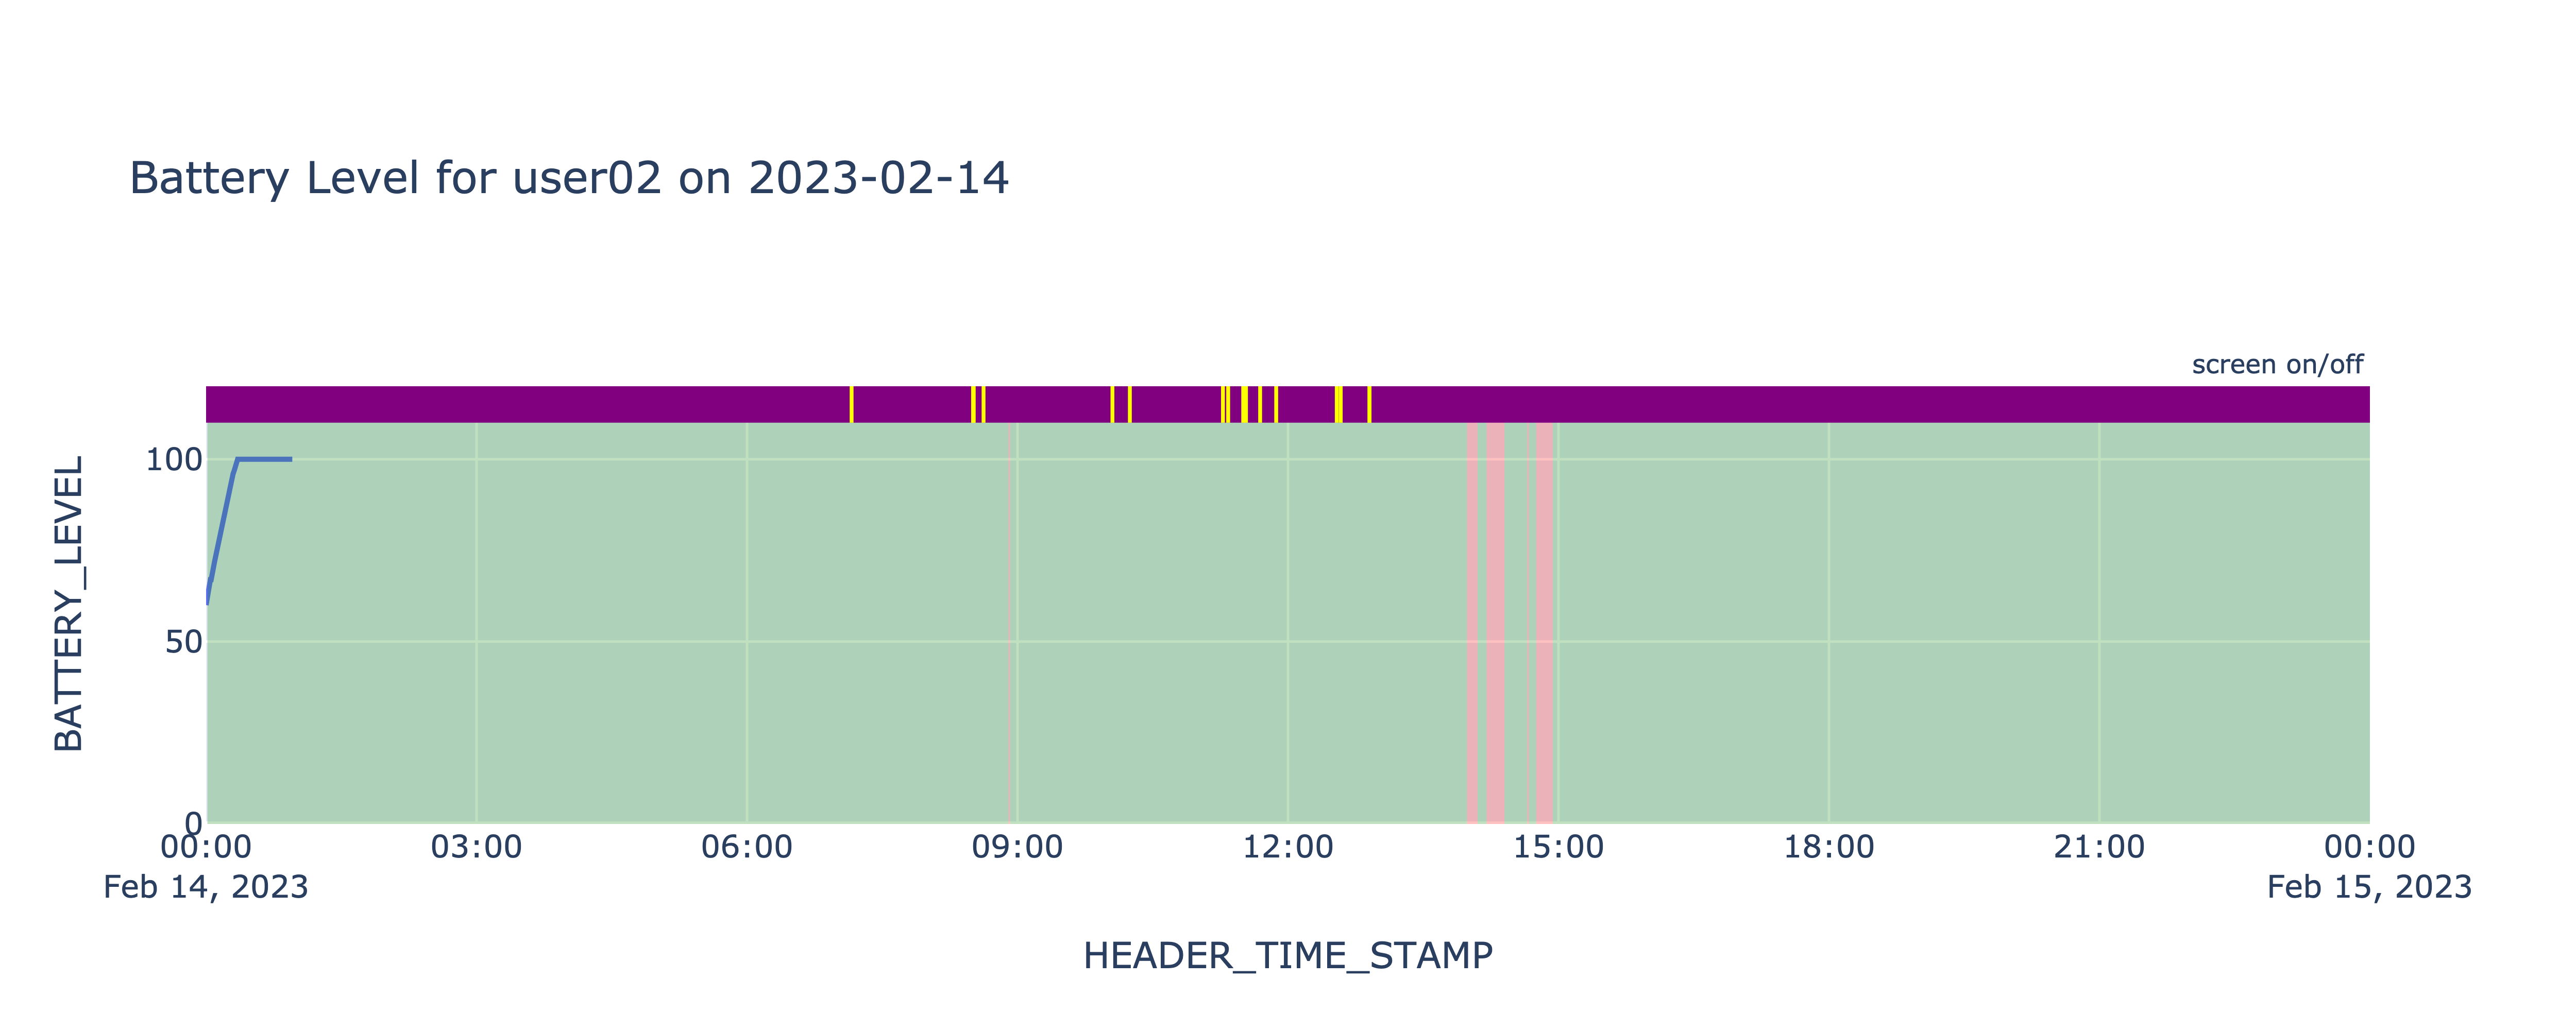 Battery Level for user02 on 2023-02-14
screen on/off
BATTERY_LEVEL
100
50
0
00:00 03:00 06:00 09:00 12:00 15:00 18:00 21:00 00:00
Feb 14, 2023 Feb 15, 2023
HEADER_TIME_STAMP